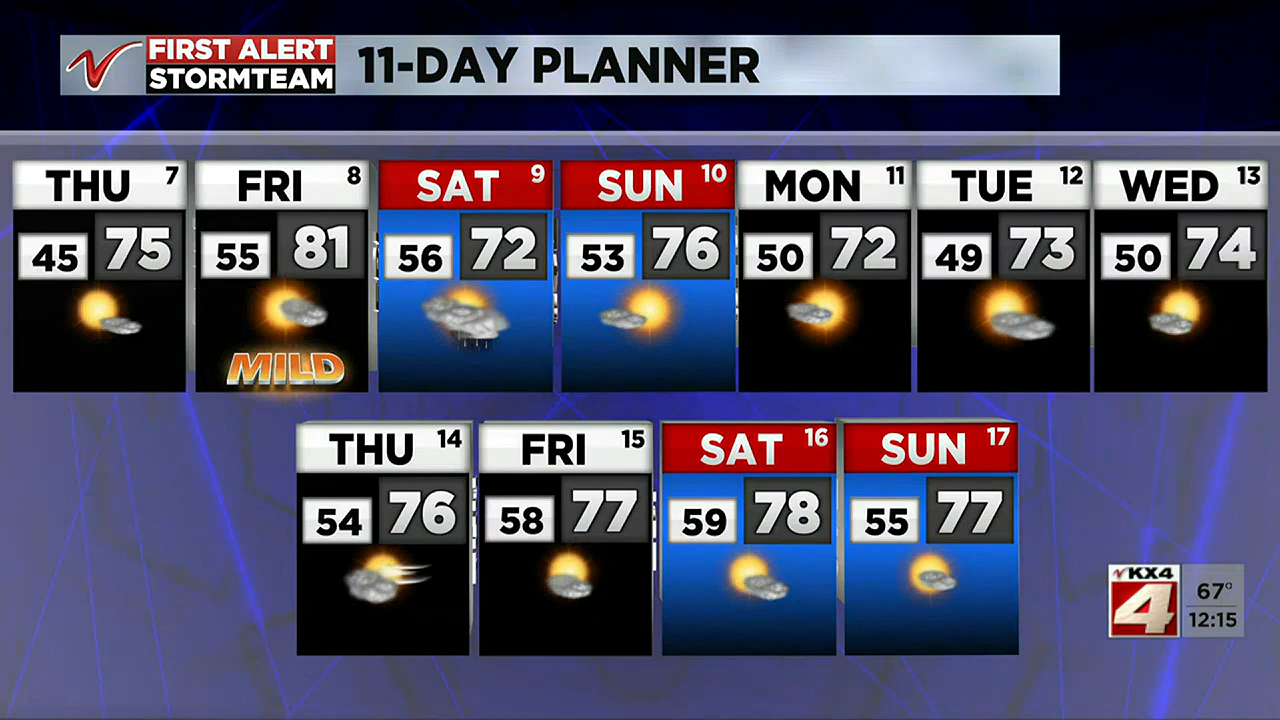 FIRST ALERT
STORMTEAM
11-DAY PLANNER
THU 7
FRI 8
SAT 9
SUN 10
MON 11
TUE 12
WED 13
45 75
55 81
56 72
53 76
50 72
49 73
50 74
MILD
THU 14
FRI 15
SAT 16
SUN 17
54 76
58 77
59 78
55 77
KX4
4
67°
12:15